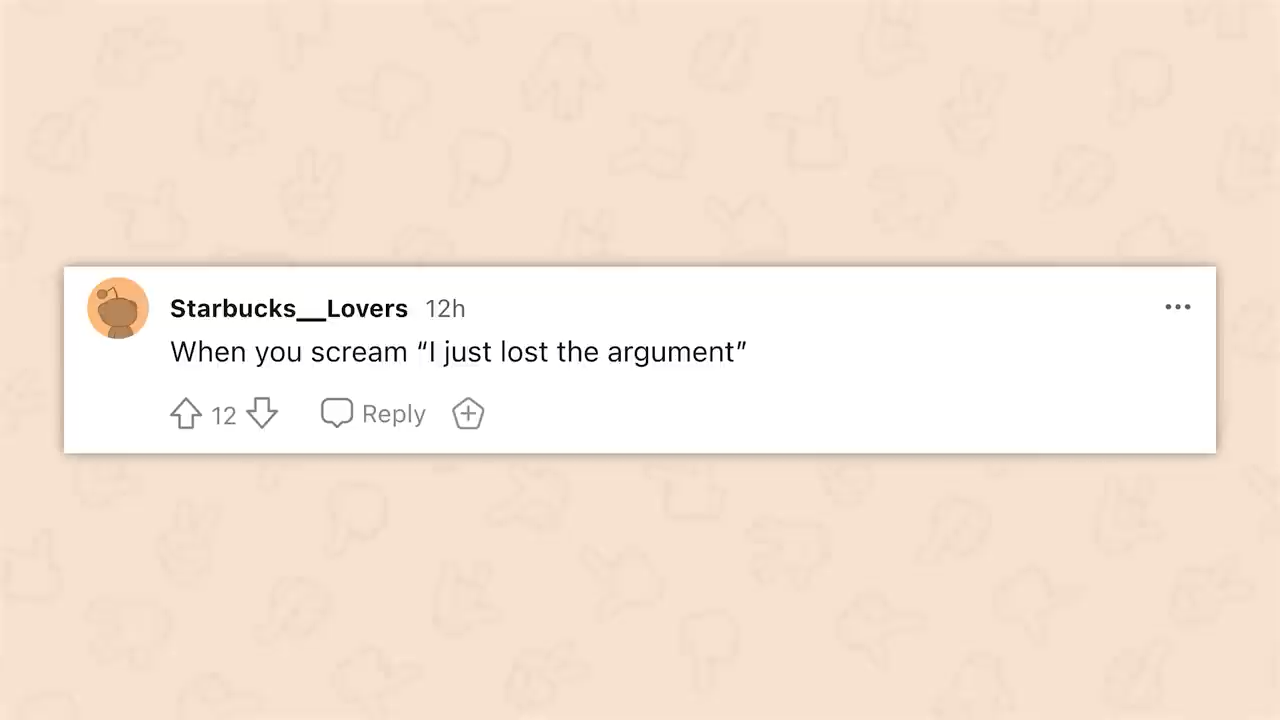 Starbucks__Lovers 12h
When you scream “I just lost the argument”
12 Reply